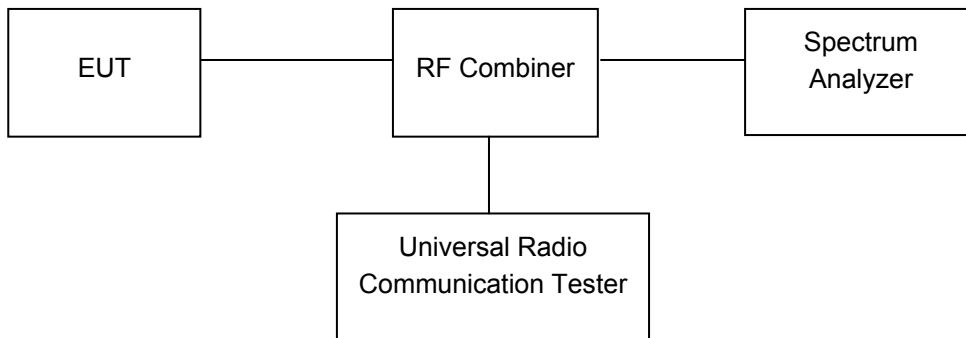 EUT
RF Combiner
Spectrum
Analyzer
Universal Radio
Communication Tester